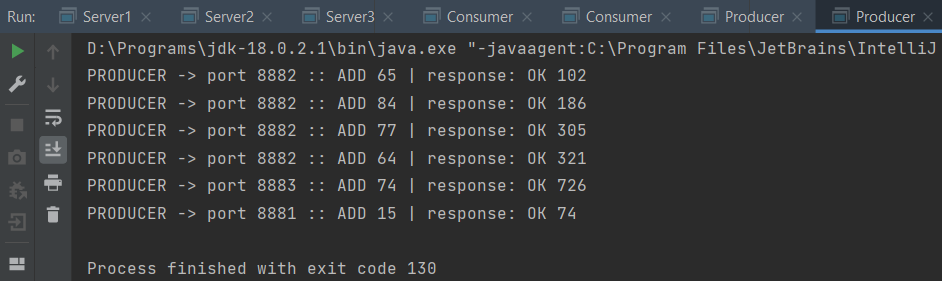 Run: Server1 Server2 Server3 Consumer Consumer Producer Producer
D:\Programs\jdk-18.0.2.1\bin\java.exe "-javaagent:C:\Program Files\JetBrains\IntelliJ
PRODUCER -> port 8882 :: ADD 65 | response: OK 102
PRODUCER -> port 8882 :: ADD 84 | response: OK 186
PRODUCER -> port 8882 :: ADD 77 | response: OK 305
PRODUCER -> port 8882 :: ADD 64 | response: OK 321
PRODUCER -> port 8883 :: ADD 74 | response: OK 726
PRODUCER -> port 8881 :: ADD 15 | response: OK 74
Process finished with exit code 130